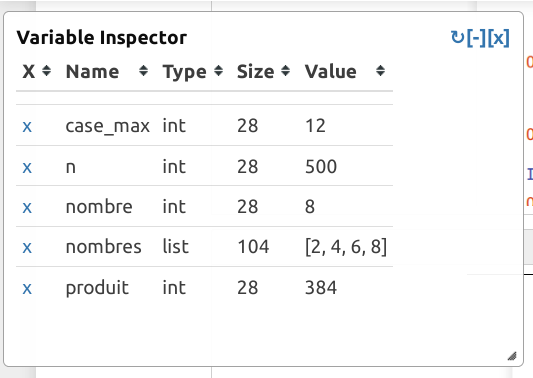 Variable Inspector ↻[-][x]
X Name Type Size Value
x case_max int 28 12
x n int 28 500
x nombre int 28 8
x nombres list 104 [2, 4, 6, 8]
x produit int 28 384